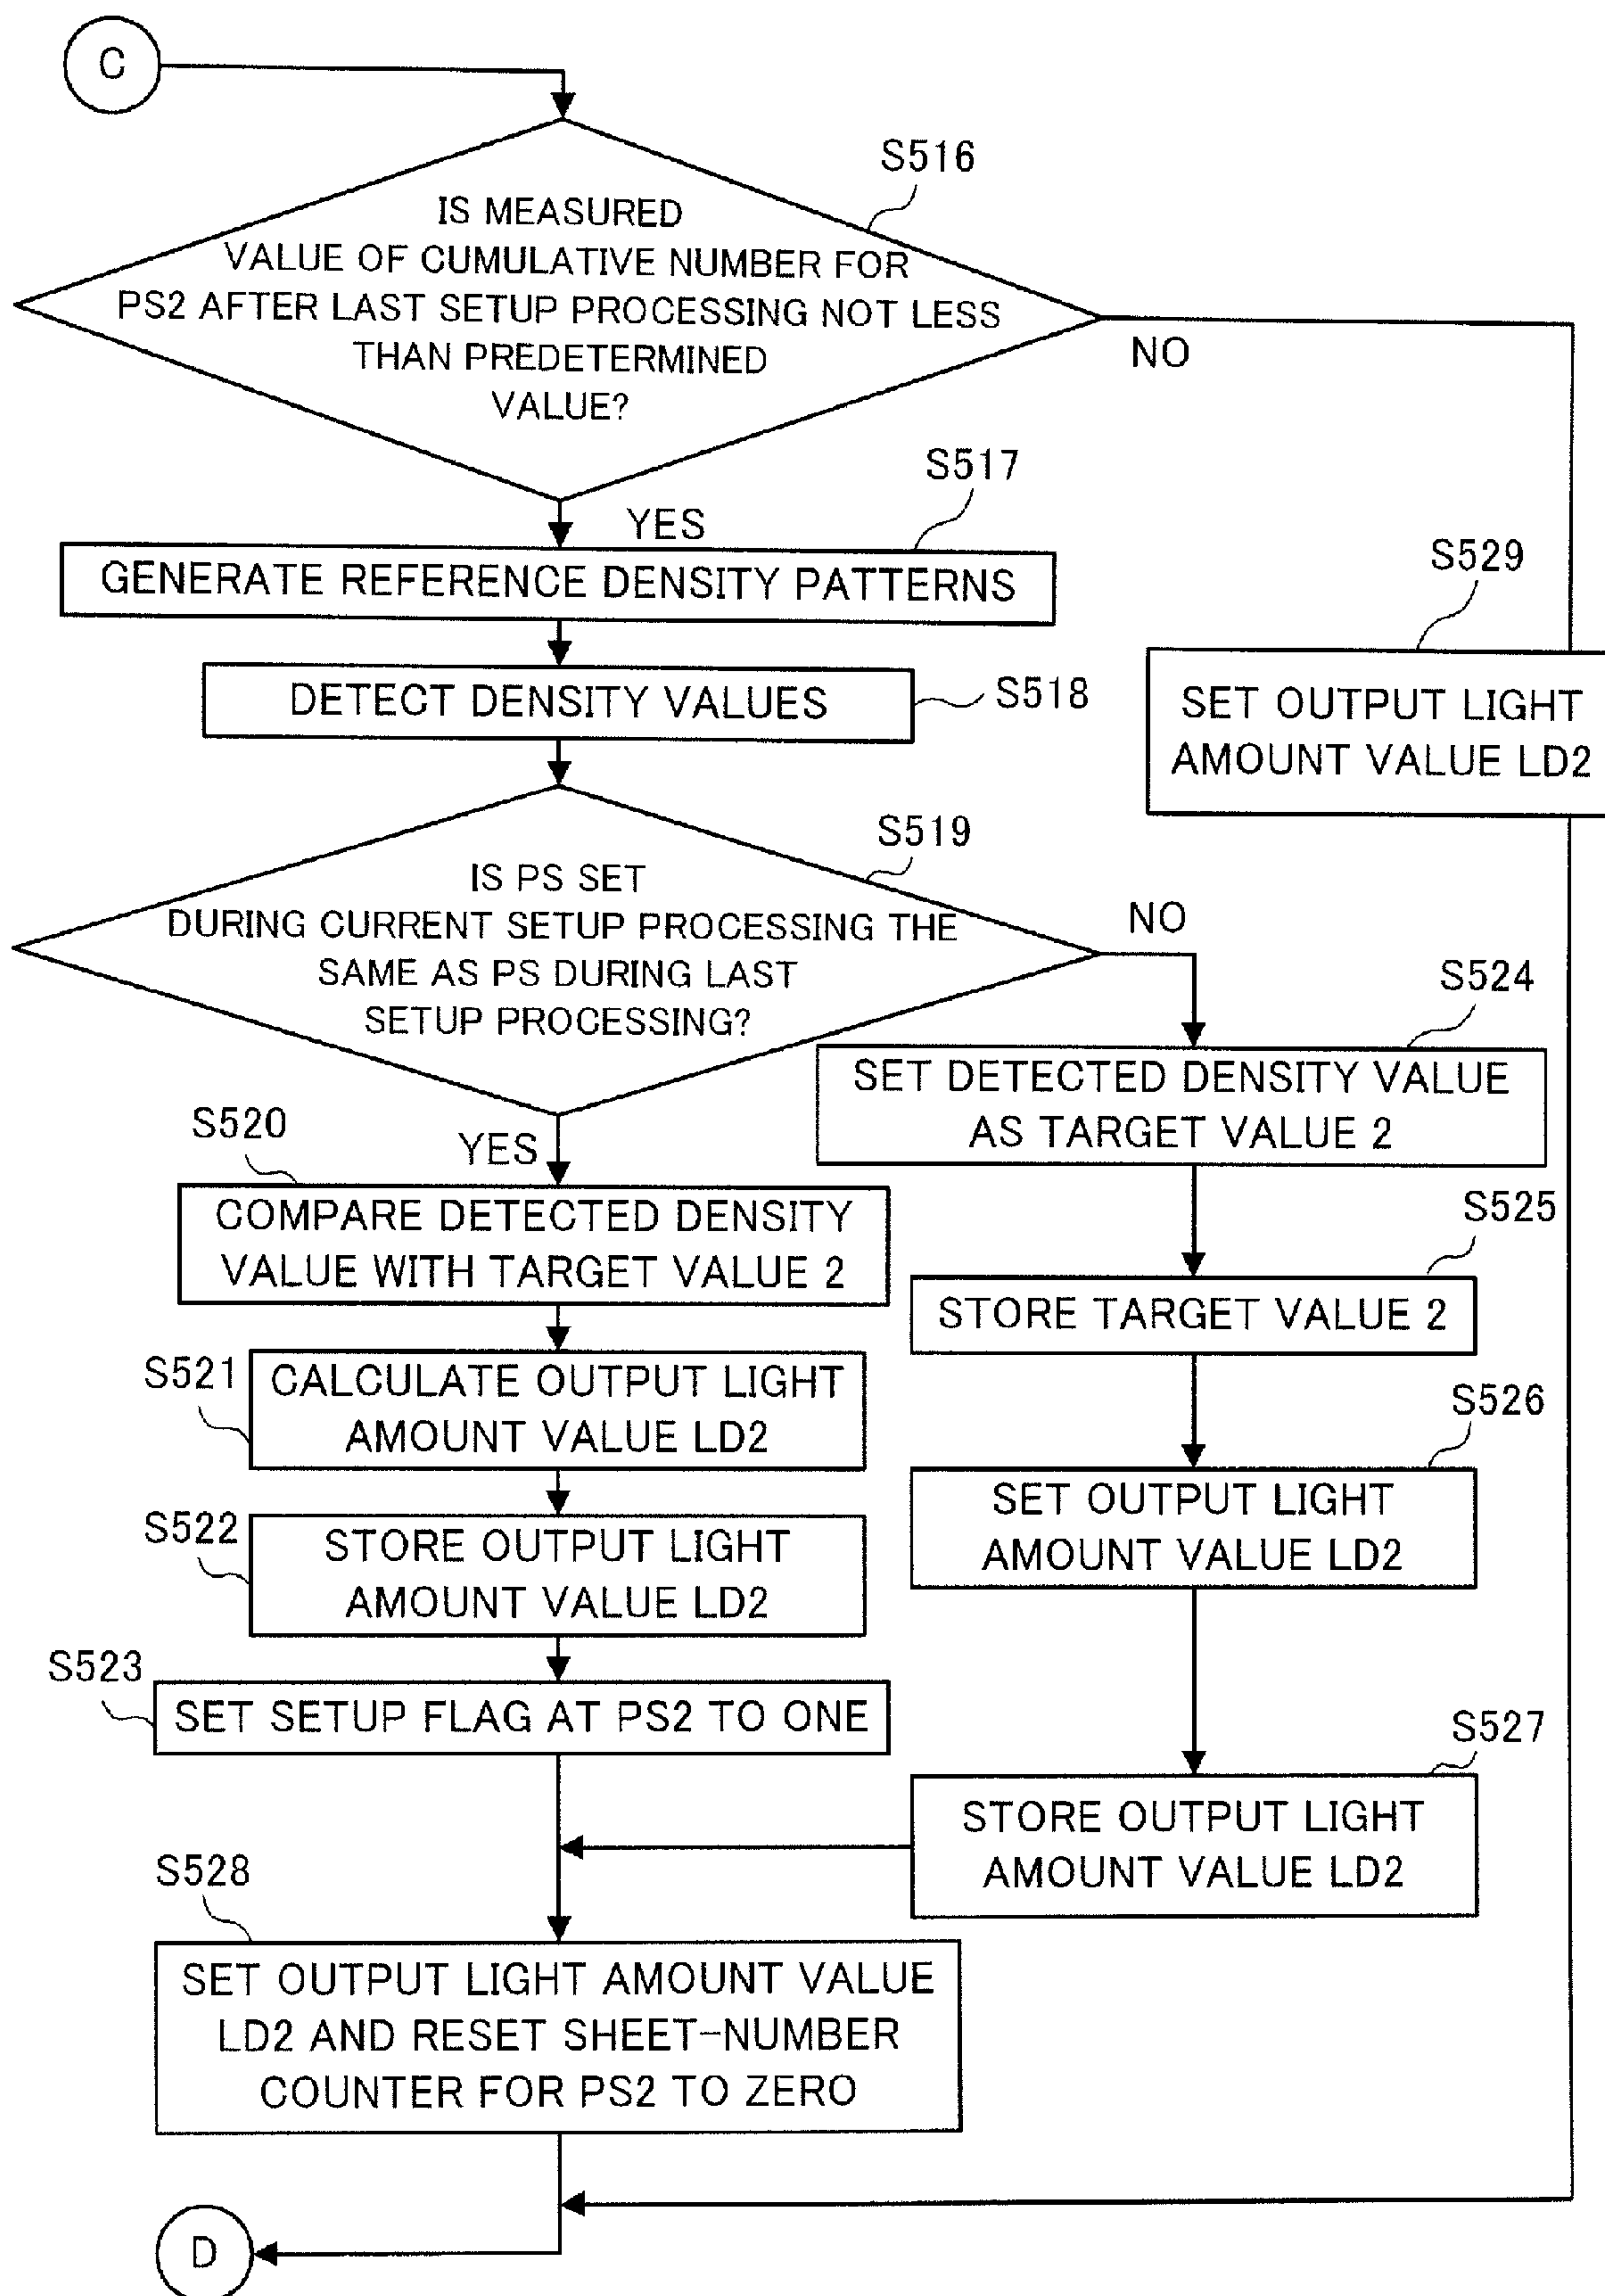 C
S516
IS MEASURED
VALUE OF CUMULATIVE NUMBER FOR
PS2 AFTER LAST SETUP PROCESSING NOT LESS
THAN PREDETERMINED
VALUE?
NO
YES
S517
GENERATE REFERENCE DENSITY PATTERNS
S529
SET OUTPUT LIGHT
AMOUNT VALUE LD2
DETECT DENSITY VALUES
S518
S519
IS PS SET
DURING CURRENT SETUP PROCESSING THE
SAME AS PS DURING LAST
SETUP PROCESSING?
NO
YES
S524
SET DETECTED DENSITY VALUE
AS TARGET VALUE 2
S520
COMPARE DETECTED DENSITY
VALUE WITH TARGET VALUE 2
S525
STORE TARGET VALUE 2
S521
CALCULATE OUTPUT LIGHT
AMOUNT VALUE LD2
S526
SET OUTPUT LIGHT
AMOUNT VALUE LD2
S522
STORE OUTPUT LIGHT
AMOUNT VALUE LD2
S523
SET SETUP FLAG AT PS2 TO ONE
S527
STORE OUTPUT LIGHT
AMOUNT VALUE LD2
S528
SET OUTPUT LIGHT AMOUNT VALUE
LD2 AND RESET SHEET-NUMBER
COUNTER FOR PS2 TO ZERO
D